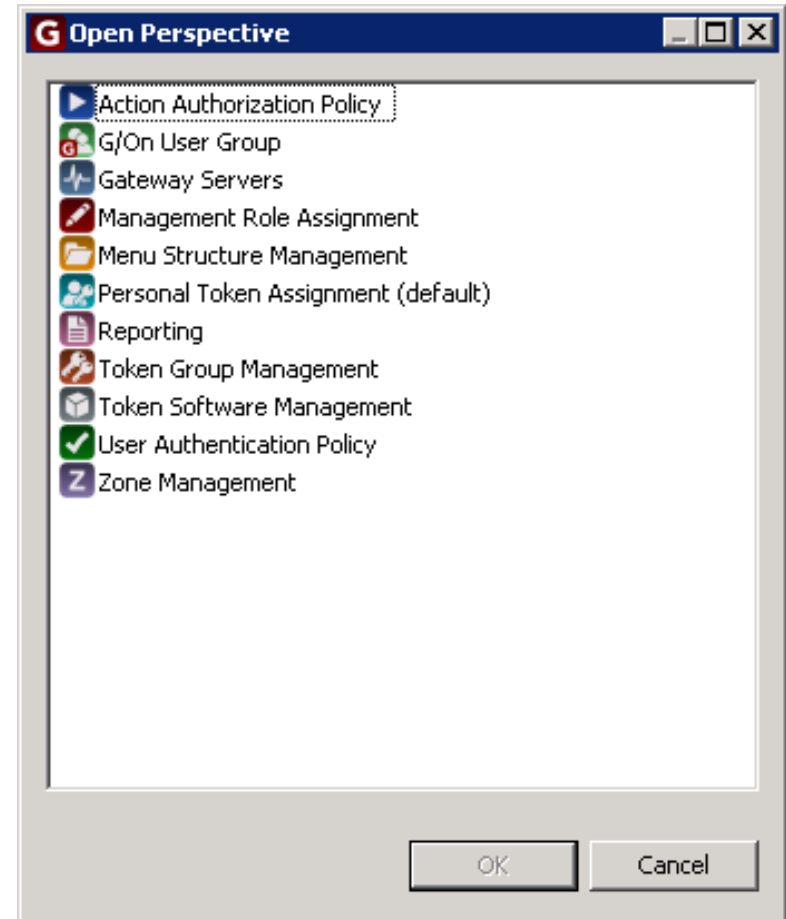 G Open Perspective
Action Authorization Policy
G G/On User Group
Gateway Servers
Management Role Assignment
Menu Structure Management
Personal Token Assignment (default)
Reporting
Token Group Management
Token Software Management
User Authentication Policy
Z Zone Management
OK Cancel